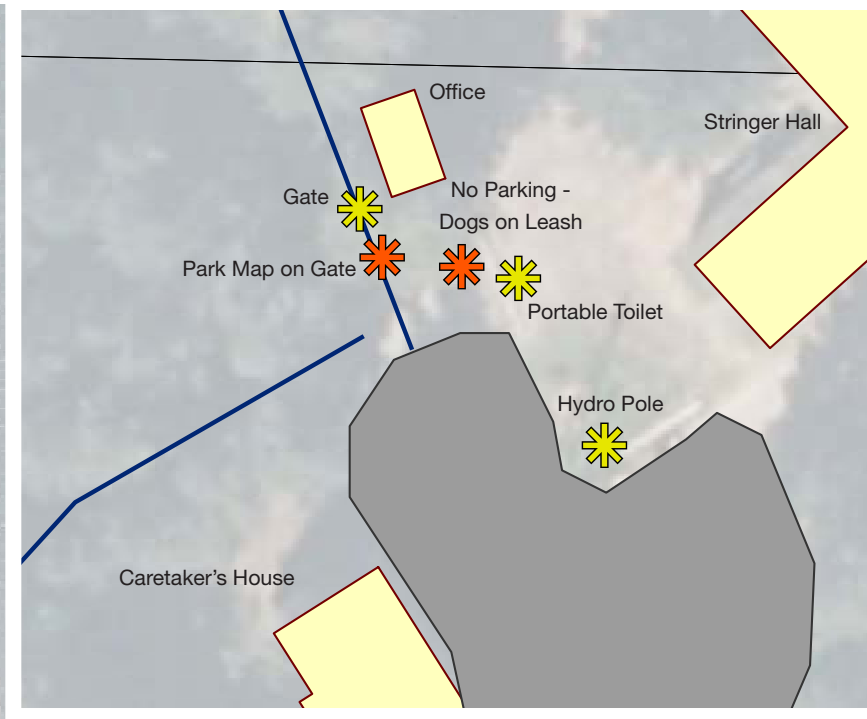 Office
Stringer Hall
Gate
No Parking -
Dogs on Leash
Park Map on Gate
Portable Toilet
Hydro Pole
Caretaker’s House